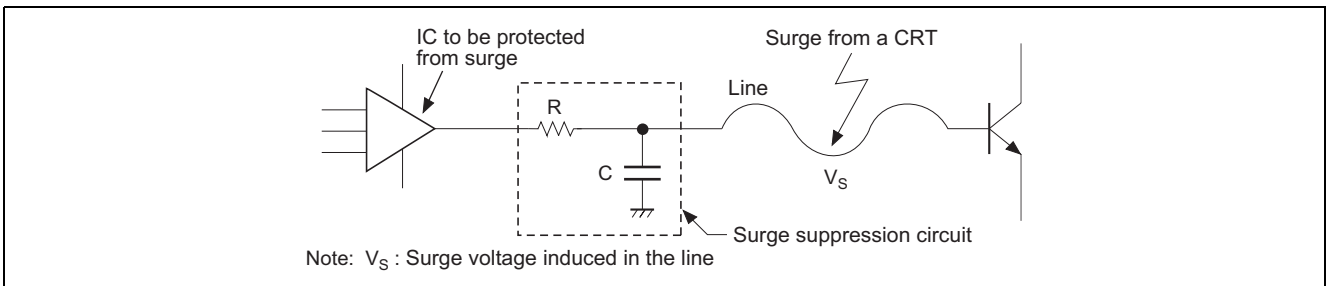 IC to be protected
from surge
Surge from a CRT
R
Line
C
V_S
Surge suppression circuit
Note: V_S : Surge voltage induced in the line